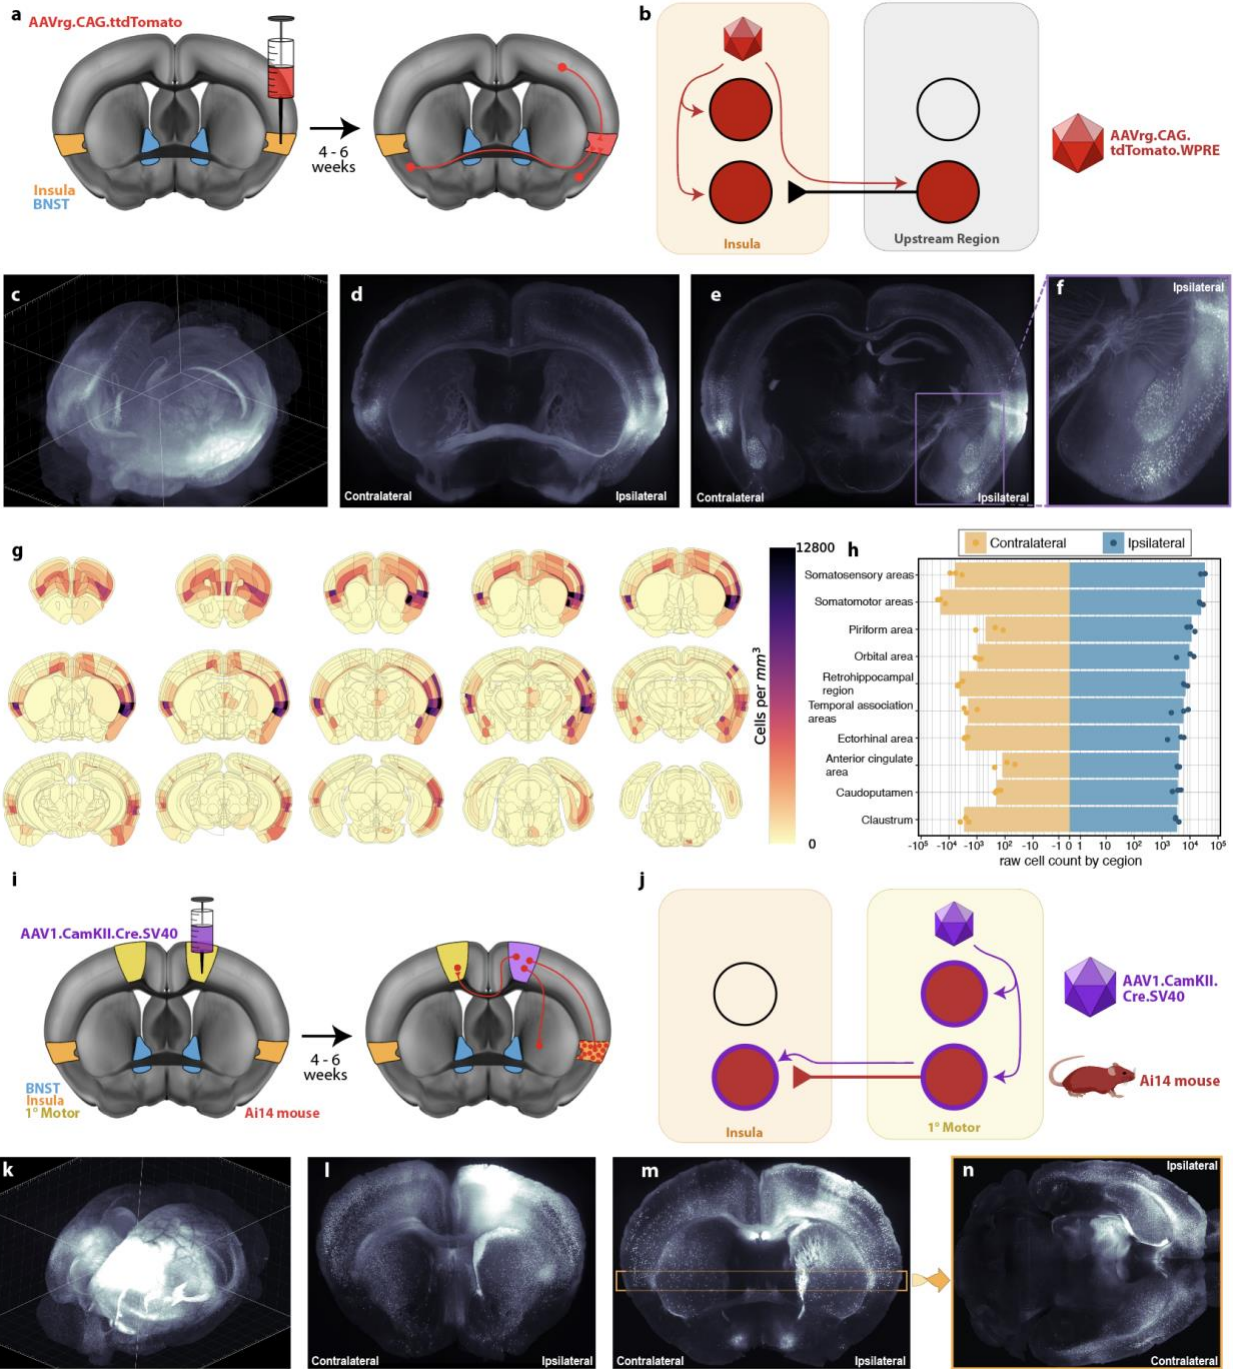 a
AAVrg.CAG.ttdTomato
4 - 6
weeks
Insula
BNST
b
AAVrg.CAG.
tdTomato.WPRE
Insula
Upstream Region
c
d
Contralateral
Ipsilateral
e
Contralateral
Ipsilateral
f
Ipsilateral
g
12800
Cells per mm³
0
h
Contralateral
Ipsilateral
Somatosensory areas
Somatomotor areas
Piriform area
Orbital area
Retrohippocampal
region
Temporal association
areas
Ectorhinal area
Anterior cingulate
area
Caudoputamen
Claustrum
-10⁵ -10⁴ -10³ 10² -10 -1 0 1 10 10² 10³ 10⁴ 10⁵
raw cell count by cegion
i
AAV1.CamKII.Cre.SV40
4 - 6
weeks
BNST
Insula
1° Motor
Ai14 mouse
j
AAV1.CamKII.
Cre.SV40
Ai14 mouse
Insula
1° Motor
k
l
Contralateral
Ipsilateral
m
Contralateral
Ipsilateral
n
Ipsilateral
Contralateral